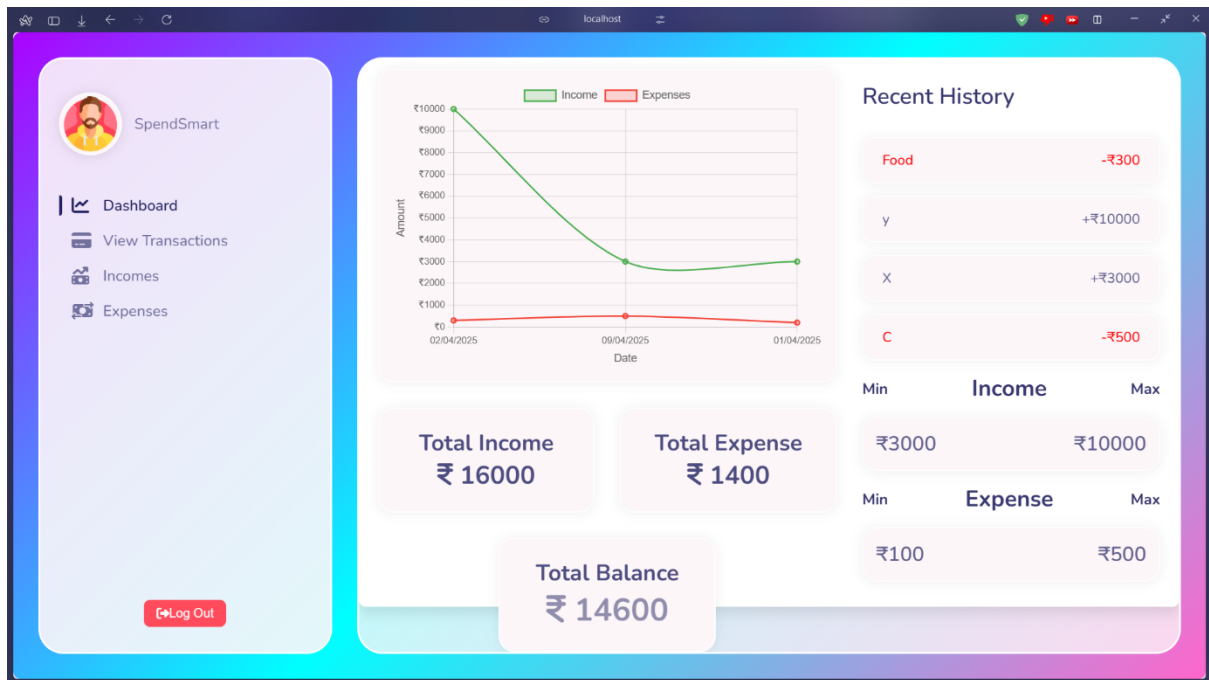 localhost
SpendSmart
Dashboard
View Transactions
Incomes
Expenses
Log Out
Income Expenses
₹10000
₹9000
₹8000
₹7000
₹6000
₹5000
₹4000
₹3000
₹2000
₹1000
₹0
Amount
02/04/2025 09/04/2025 01/04/2025
Date
Total Income
₹ 16000
Total Expense
₹ 1400
Total Balance
₹ 14600
Recent History
Food -₹300
y +₹10000
X +₹3000
C -₹500
Min Income Max
₹3000 ₹10000
Min Expense Max
₹100 ₹500